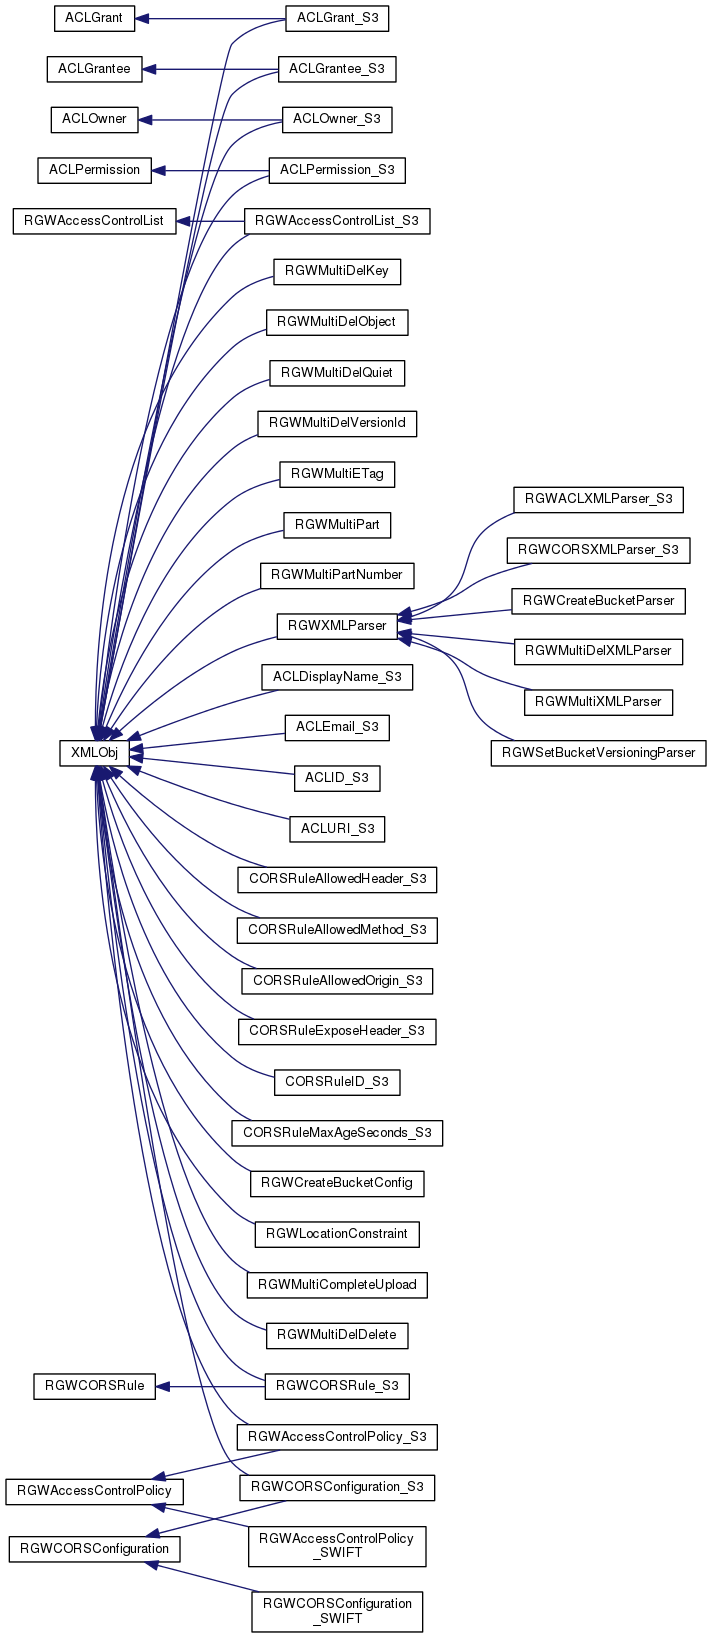 ACLGrant
ACLGrant_S3
ACLGrantee
ACLGrantee_S3
ACLOwner
ACLOwner_S3
ACLPermission
ACLPermission_S3
RGWAccessControlList
RGWAccessControlList_S3
RGWMultiDelKey
RGWMultiDelObject
RGWMultiDelQuiet
RGWMultiDelVersionId
RGWMultiETag
RGWMultiPart
RGWMultiPartNumber
RGWXMLParser
RGWACLXMLParser_S3
RGWCORSXMLParser_S3
RGWCreateBucketParser
RGWMultiDelXMLParser
RGWMultiXMLParser
RGWSetBucketVersioningParser
ACLDisplayName_S3
ACLEmail_S3
XMLObj
ACLID_S3
ACLURI_S3
CORSRuleAllowedHeader_S3
CORSRuleAllowedMethod_S3
CORSRuleAllowedOrigin_S3
CORSRuleExposeHeader_S3
CORSRuleID_S3
CORSRuleMaxAgeSeconds_S3
RGWCreateBucketConfig
RGWLocationConstraint
RGWMultiCompleteUpload
RGWMultiDelDelete
RGWCORSRule
RGWCORSRule_S3
RGWAccessControlPolicy_S3
RGWAccessControlPolicy
RGWCORSConfiguration_S3
RGWCORSConfiguration
RGWAccessControlPolicy
_SWIFT
RGWCORSConfiguration
_SWIFT